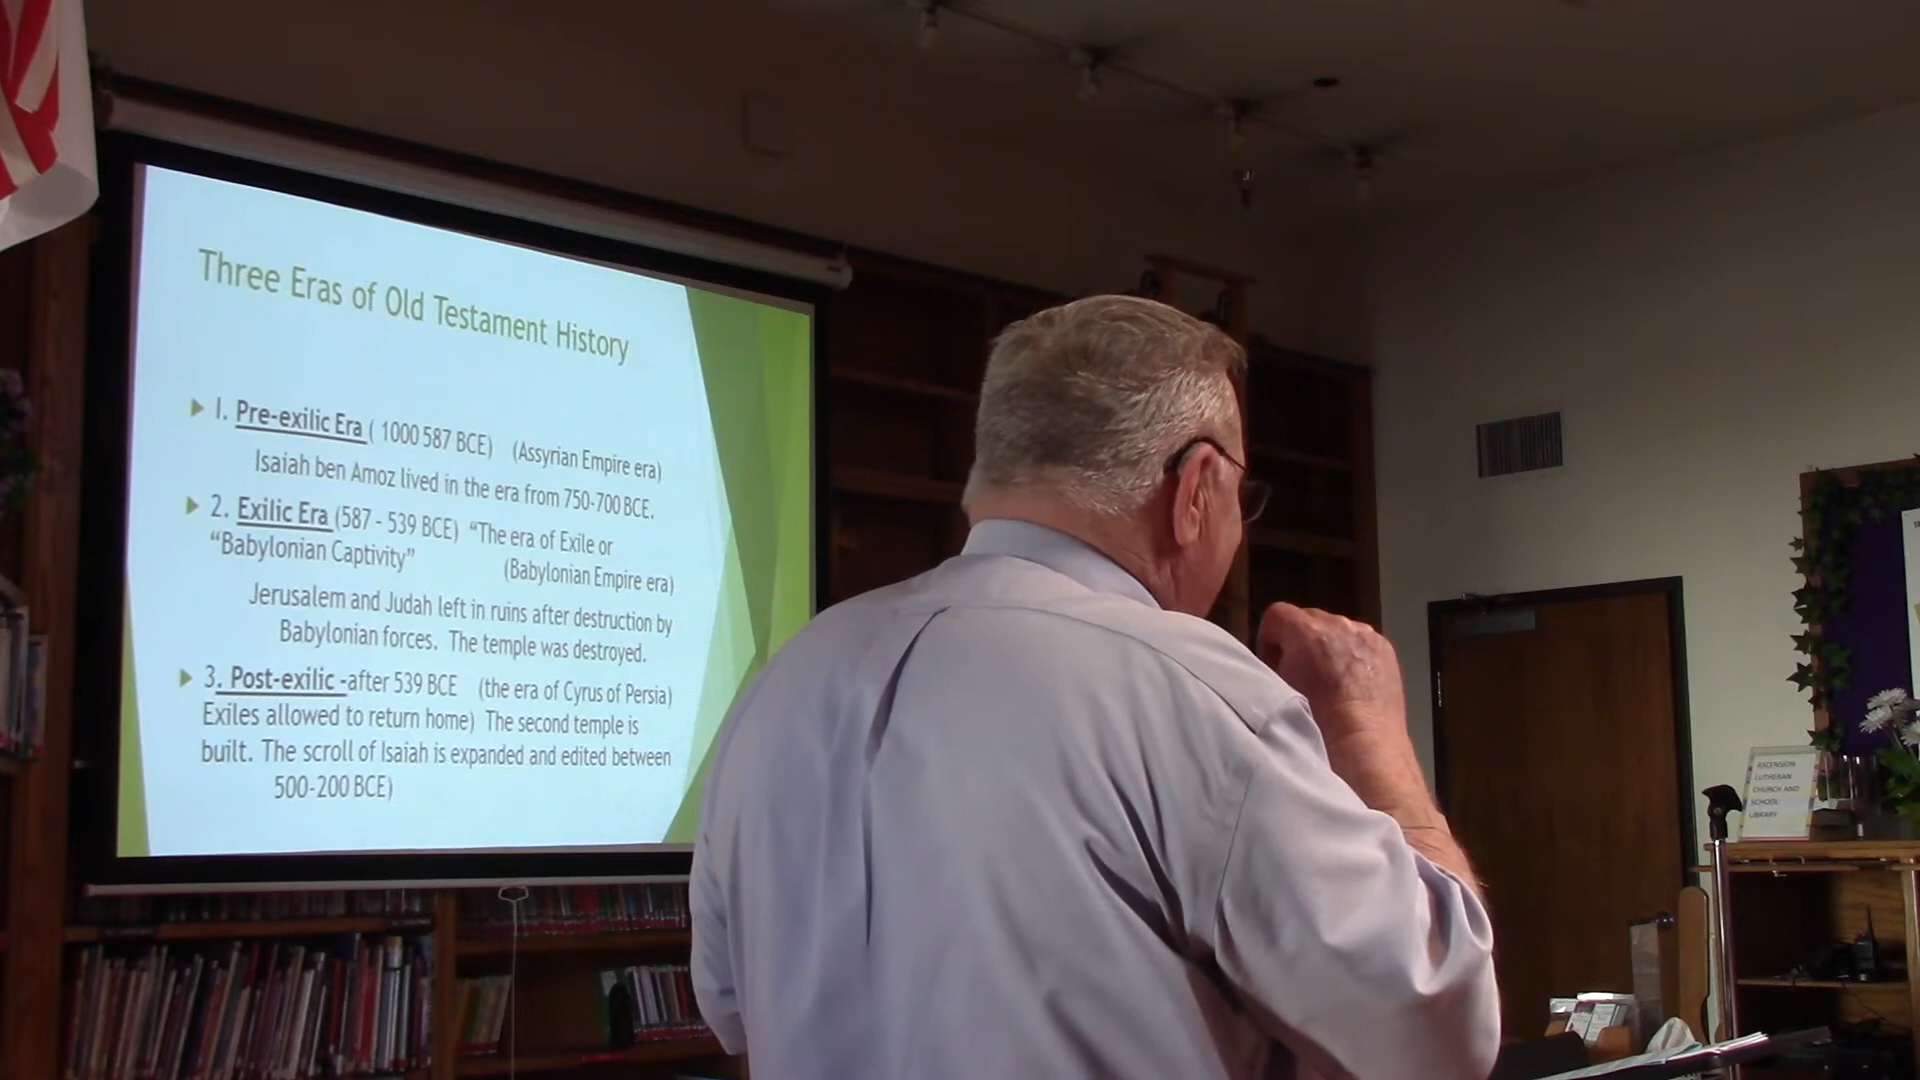 Three Eras of Old Testament History
1. Pre-exilic Era ( 1000 587 BCE) (Assyrian Empire era)
Isaiah ben Amoz lived in the era from 750-700 BCE.
2. Exilic Era (587 - 539 BCE) “The era of Exile or
“Babylonian Captivity” (Babylonian Empire era)
Jerusalem and Judah left in ruins after destruction by
Babylonian forces. The temple was destroyed.
3. Post-exilic -after 539 BCE (the era of Cyrus of Persia)
Exiles allowed to return home) The second temple is
built. The scroll of Isaiah is expanded and edited between
500-200 BCE)
ASCENSION
LUTHERAN
CHURCH AND
SCHOOL
LIBRARY